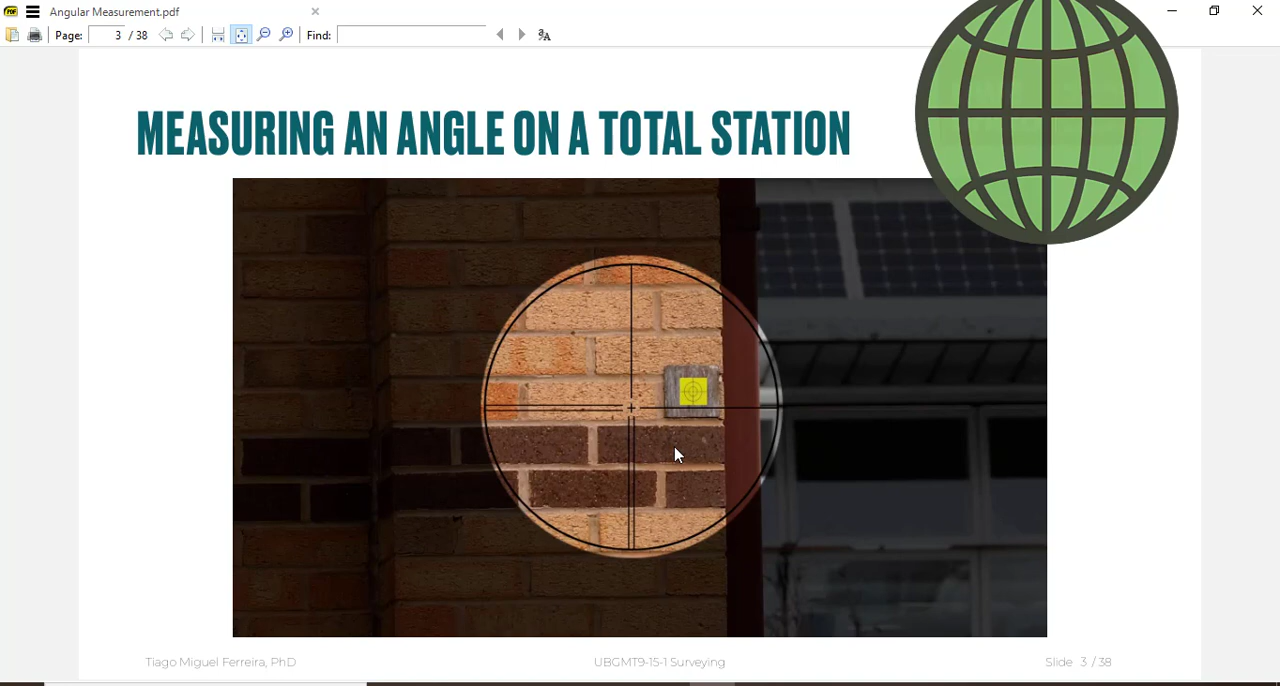 Angular Measurement.pdf
Page: 3 / 38 Find:
MEASURING AN ANGLE ON A TOTAL STATION
Tiago Miguel Ferreira, PhD UBGMT9-15-1 Surveying Slide 3 / 38